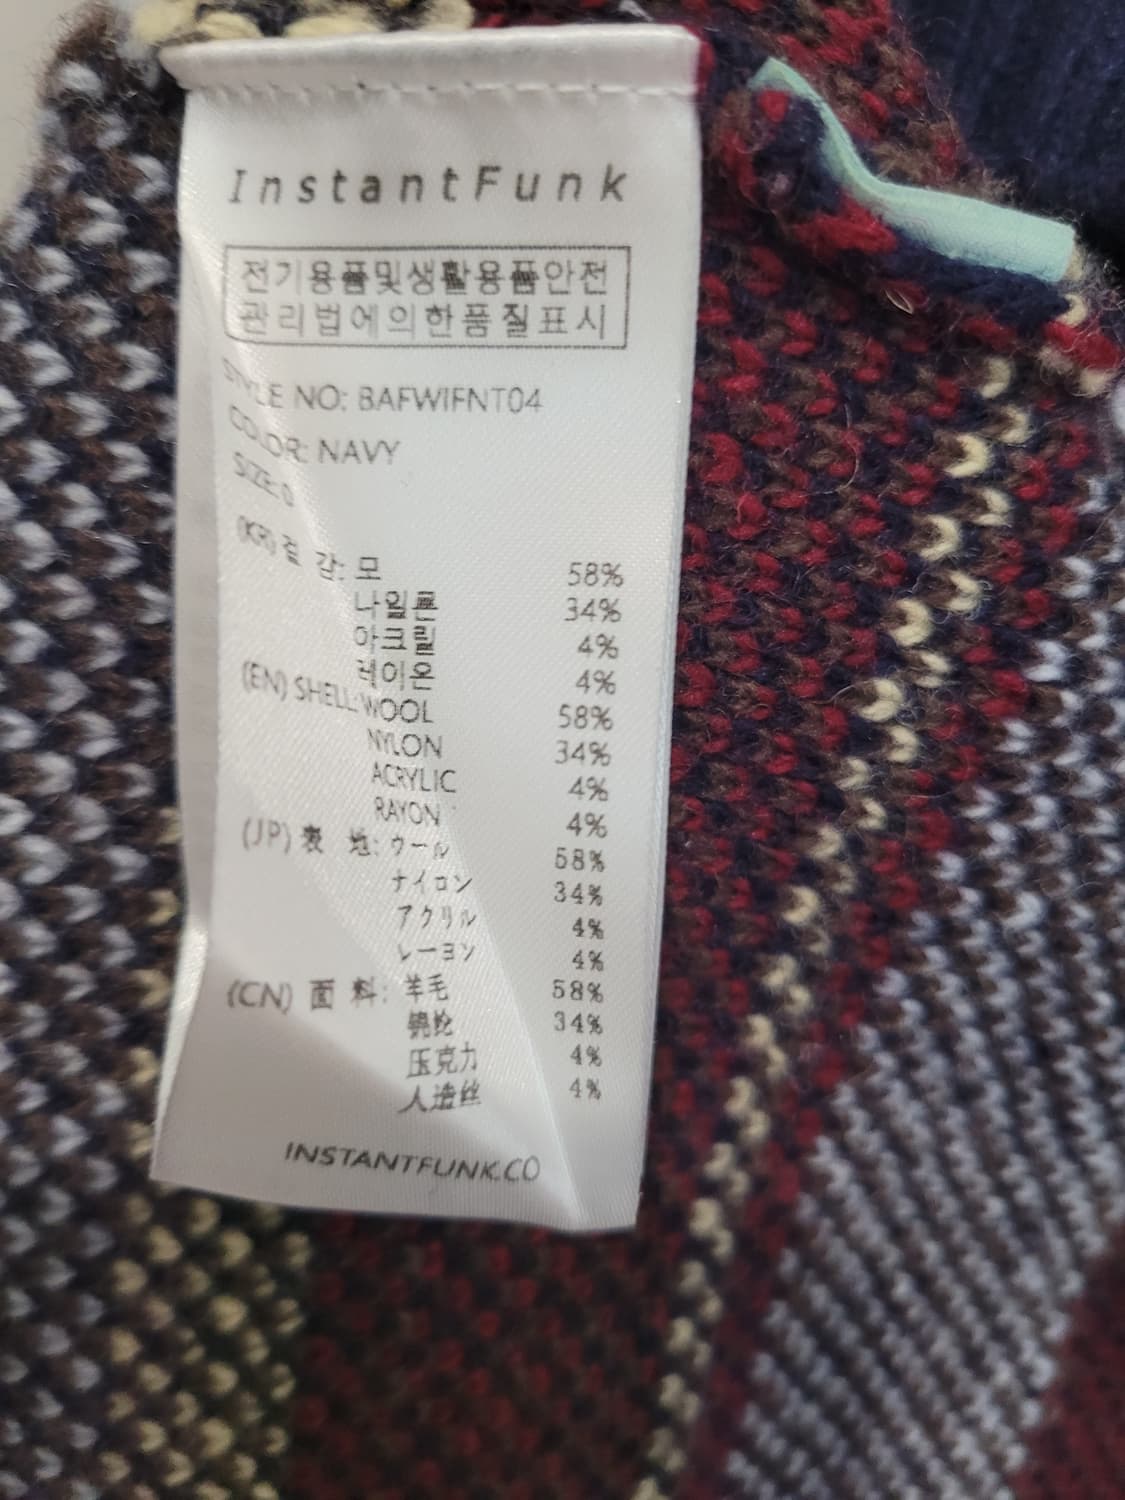 InstantFunk
전기용품및생활용품안전
관리법에의한품질표시
STYLE NO: BAFWIFNT04
COLOR: NAVY
SIZE: 0
(KR) 겉 감: 모 58%
나일론 34%
아크릴 4%
레이온 4%
(EN) SHELL: WOOL 58%
NYLON 34%
ACRYLIC 4%
RAYON 4%
(JP) 表 地: ウール 58%
ナイロン 34%
アクリル 4%
レーヨン 4%
(CN) 面 料: 羊毛 58%
34%
压克力 4%
人造丝 4%
INSTANTFUNK.CO